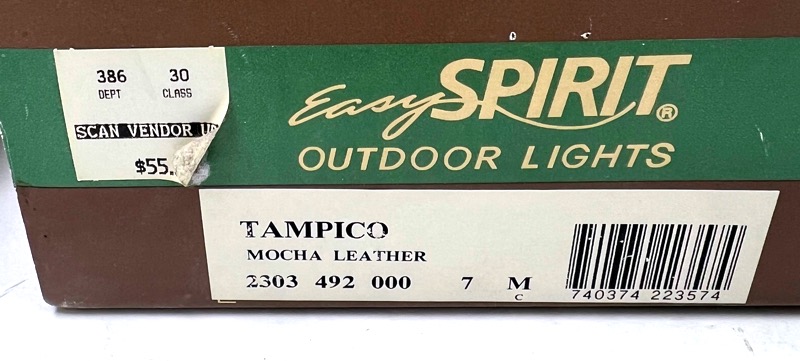 386 30
DEPT CLASS
SCAN VENDOR
$55.
Easy SPIRIT®
OUTDOOR LIGHTS
TAMPICO
MOCHA LEATHER
2303 492 000 7 M
C
740374 223574